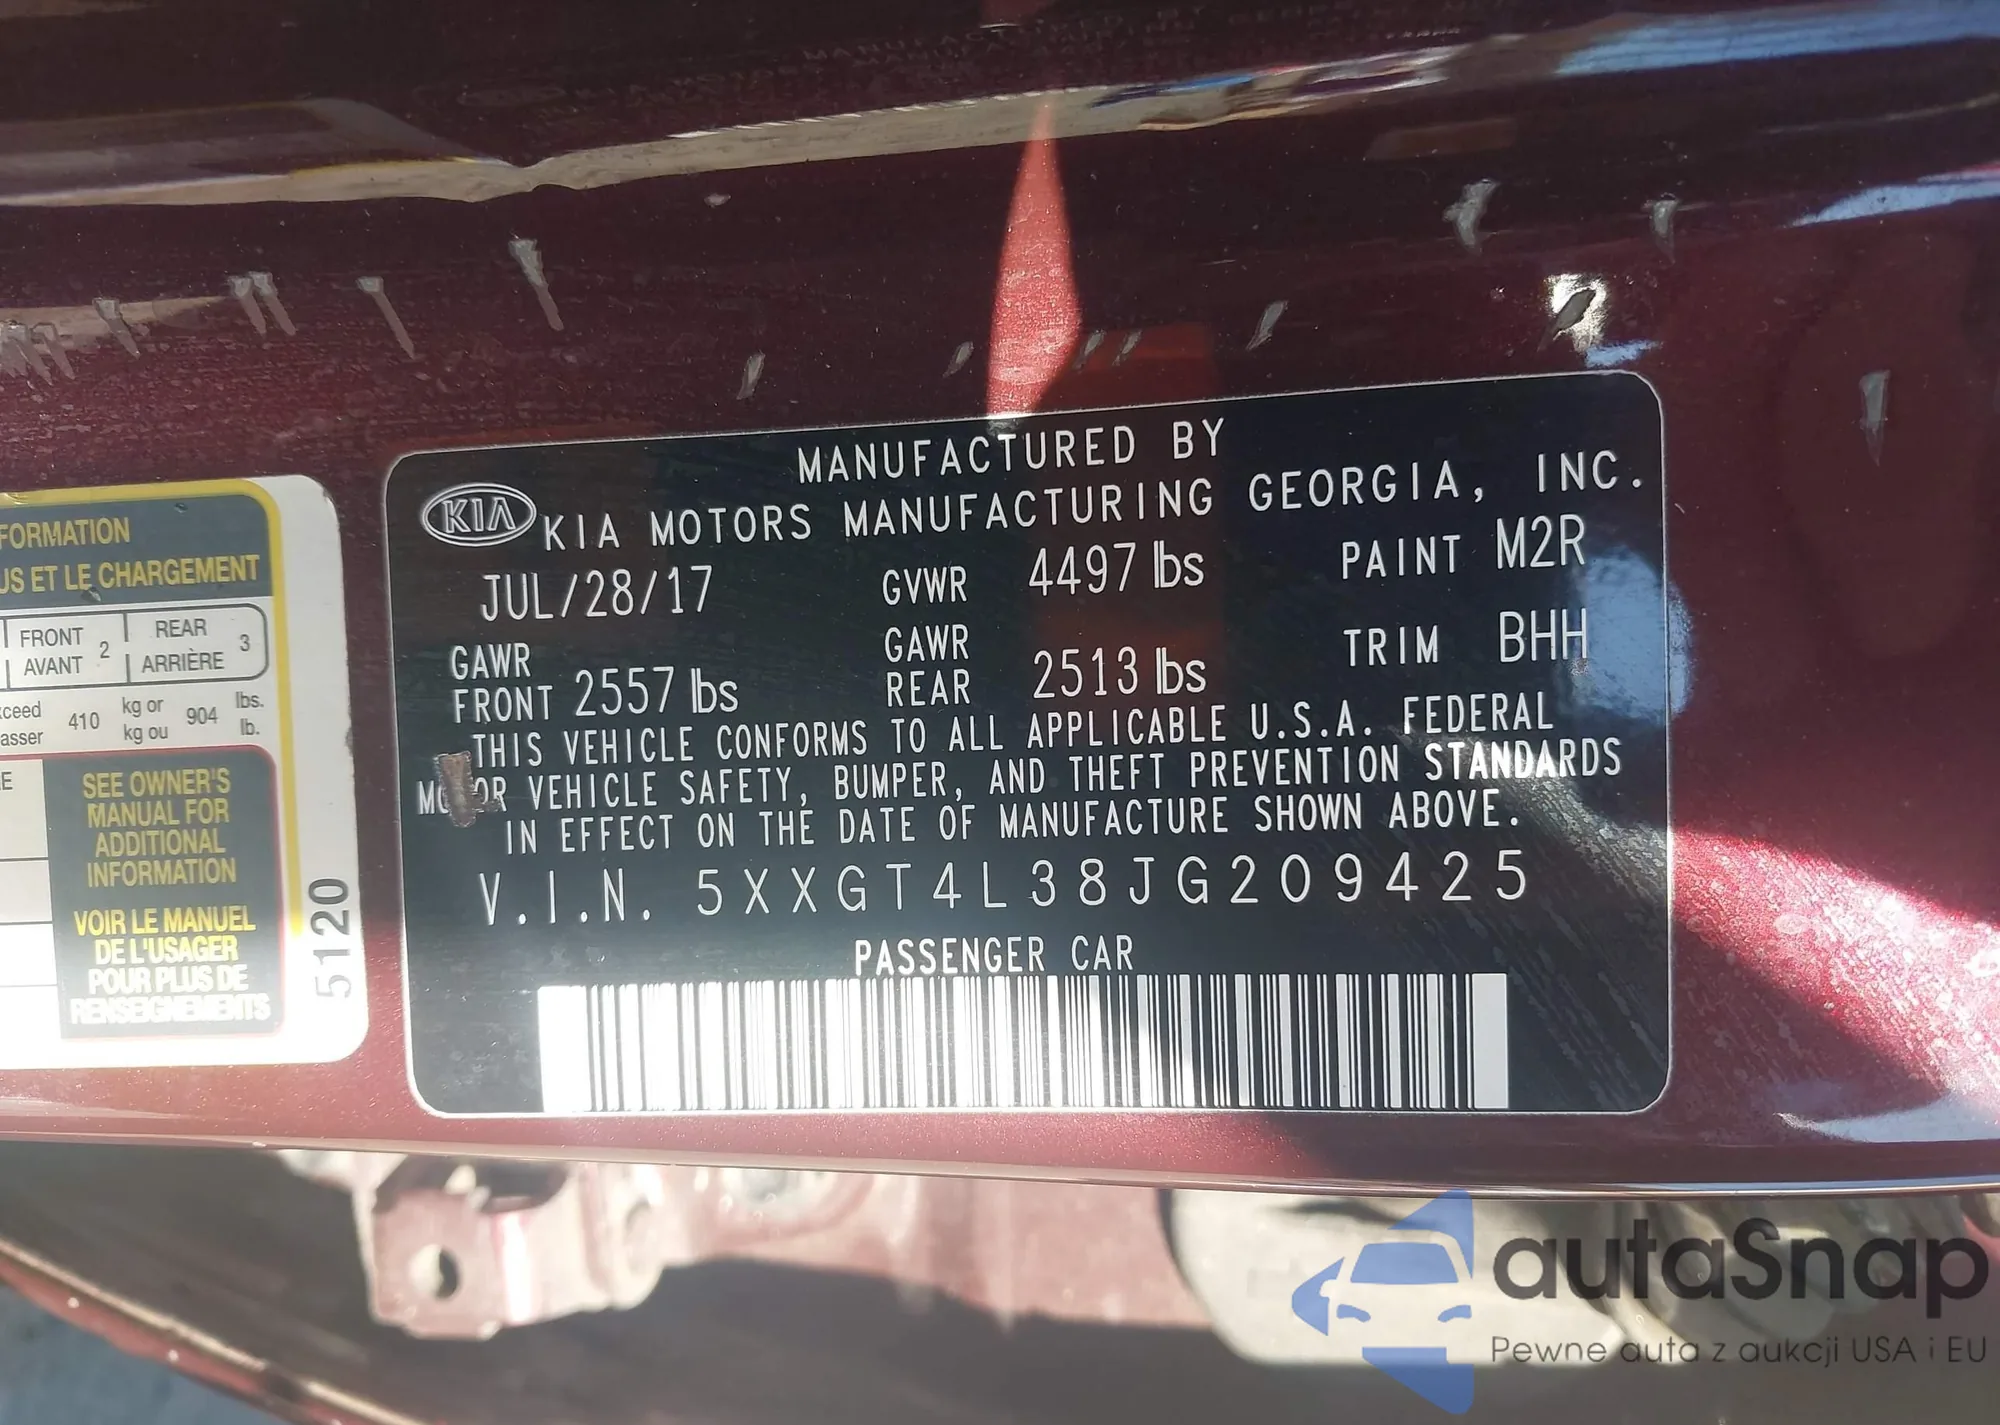 MANUFACTURED BY
KIA KIA MOTORS MANUFACTURING GEORGIA, INC.
JUL/28/17 GVWR 4497 lbs PAINT M2R
GAWR FRONT 2557 lbs GAWR REAR 2513 lbs TRIM BHH
THIS VEHICLE CONFORMS TO ALL APPLICABLE U.S.A. FEDERAL
MOTOR VEHICLE SAFETY, BUMPER, AND THEFT PREVENTION STANDARDS
IN EFFECT ON THE DATE OF MANUFACTURE SHOWN ABOVE.
V.I.N. 5XXGT4L38JG209425
PASSENGER CAR
FORMATION
US ET LE CHARGEMENT
FRONT AVANT 2 REAR ARRIÈRE 3
xceed 410 kg or 904 lbs.
asser kg ou lb.
E
SEE OWNER'S
MANUAL FOR
ADDITIONAL
INFORMATION
VOIR LE MANUEL
DE L'USAGER
POUR PLUS DE
RENSEIGNEMENTS
5120
autaSnap
Pewne auta z aukcji USA i EU